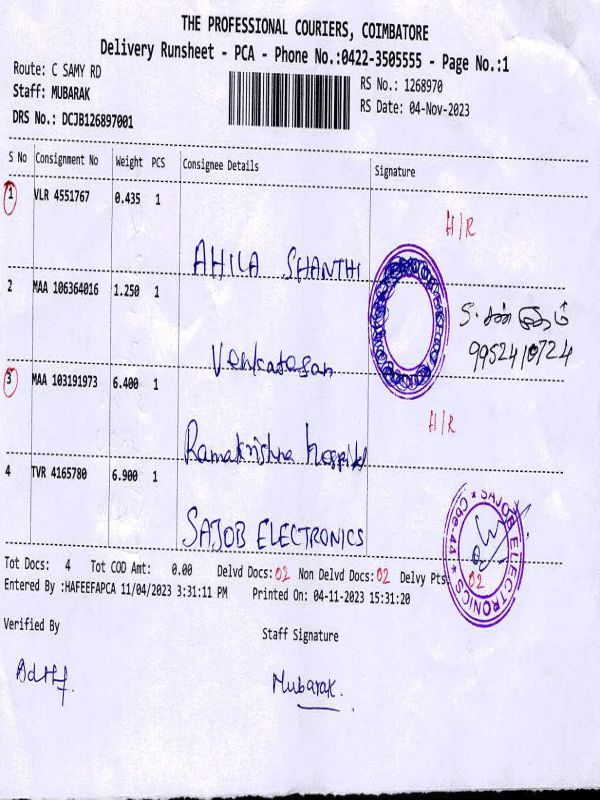 THE PROFESSIONAL COURIERS, COIMBATORE
Delivery Runsheet - PCA - Phone No.:0422-3505555 - Page No.:1
Route: C SAMY RD
RS No.: 1268970
Staff: MUBARAK
RS Date: 04-Nov-2023
DRS No.: DCJB126897001
S No Consignment No Weight PCS Consignee Details Signature
1 VLR 4551767 0.435 1
H/R
AHILA SHANTHI
2 MAA 106364016 1.250 1
9952410724
Venkatesan
3 MAA 103191973 6.400 1
H/R
Ramakrishna hospital
4 TVR 4165780 6.900 1
SAJOB ELECTRONICS
* SAJOB ELECTRONICS * Cbe-44
Tot Docs: 4 Tot COD Amt: 0.00 Delvd Docs: 02 Non Delvd Docs: 02 Delvy Pts: 02
Entered By :HAFEEFAPCA 11/04/2023 3:31:11 PM Printed On: 04-11-2023 15:31:20
Verified By
Staff Signature
Mubarak.